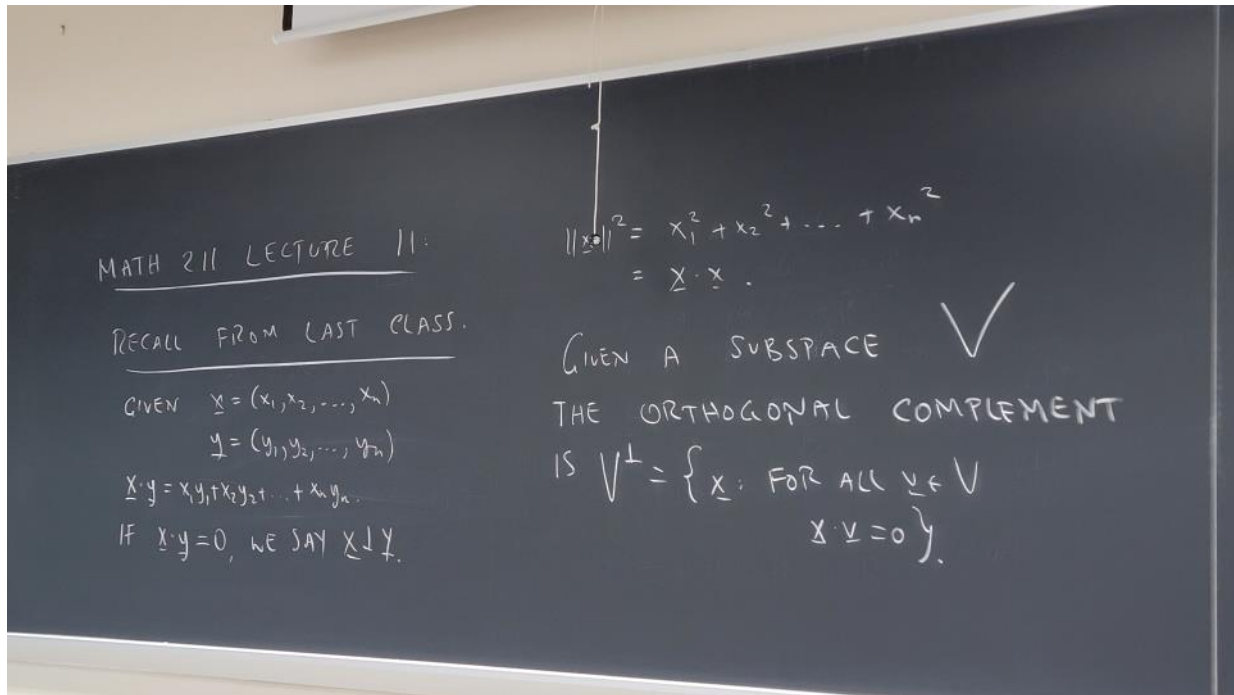 MATH 211 LECTURE 11:
RECALL FROM LAST CLASS.
GIVEN x̲ = (x₁, x₂, ..., xₙ)
y̲ = (y₁, y₂, ..., yₙ)
x̲·y̲ = x₁y₁+x₂y₂+...+xₙyₙ.
IF x̲·y̲=0, WE SAY x̲⊥y̲.
||x̲||² = x₁² + x₂² + .... + xₙ²
= x̲·x̲.
GIVEN A SUBSPACE V
THE ORTHOGONAL COMPLEMENT
IS V^⊥ = {x̲: FOR ALL v̲∈V
x̲·v̲=0}.